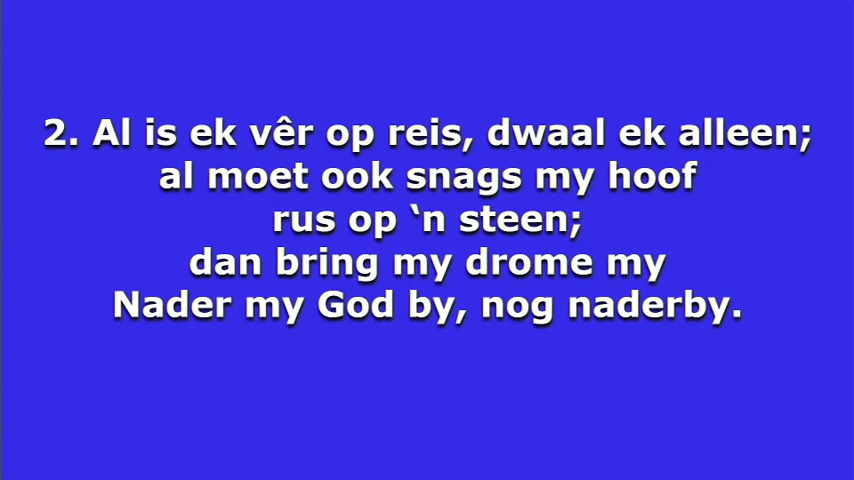 2. Al is ek vêr op reis, dwaal ek alleen;
al moet ook snags my hoof
rus op ‘n steen;
dan bring my drome my
Nader my God by, nog naderby.